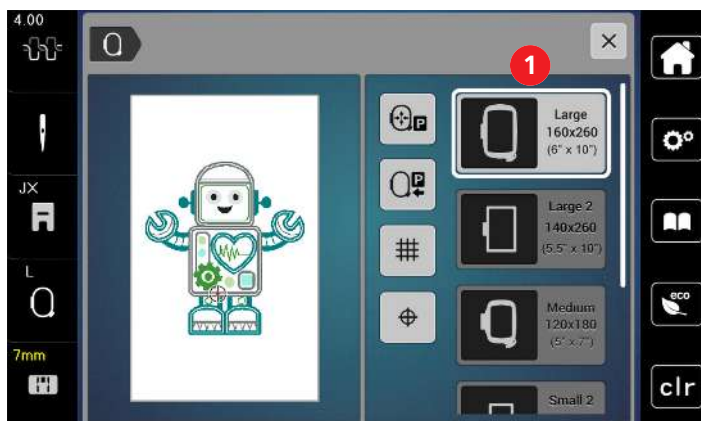 4.00
1
P
Large
160x260
(6" x 10")
JX
P
Large 2
140x260
(5.5" x 10")
L
Medium
120x180
(5" x 7")
eco
7mm
Small 2
clr